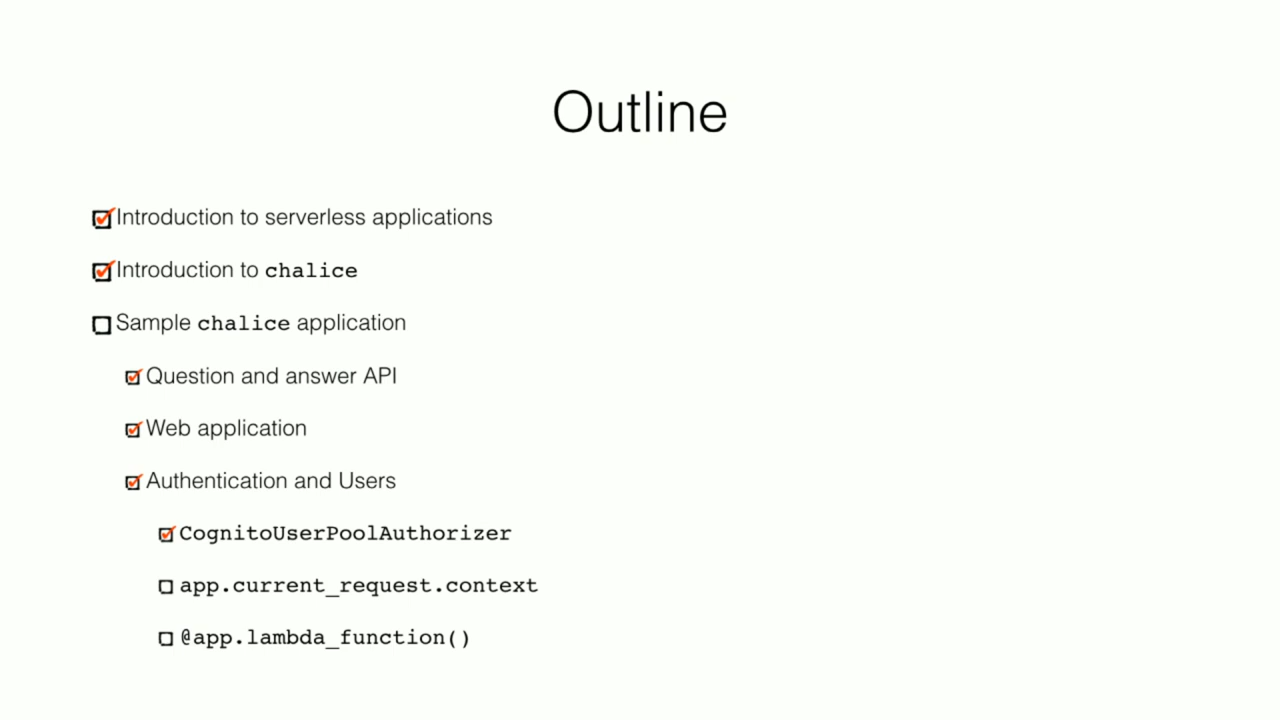 Outline
Introduction to serverless applications
Introduction to chalice
Sample chalice application
Question and answer API
Web application
Authentication and Users
CognitoUserPoolAuthorizer
app.current_request.context
@app.lambda_function()